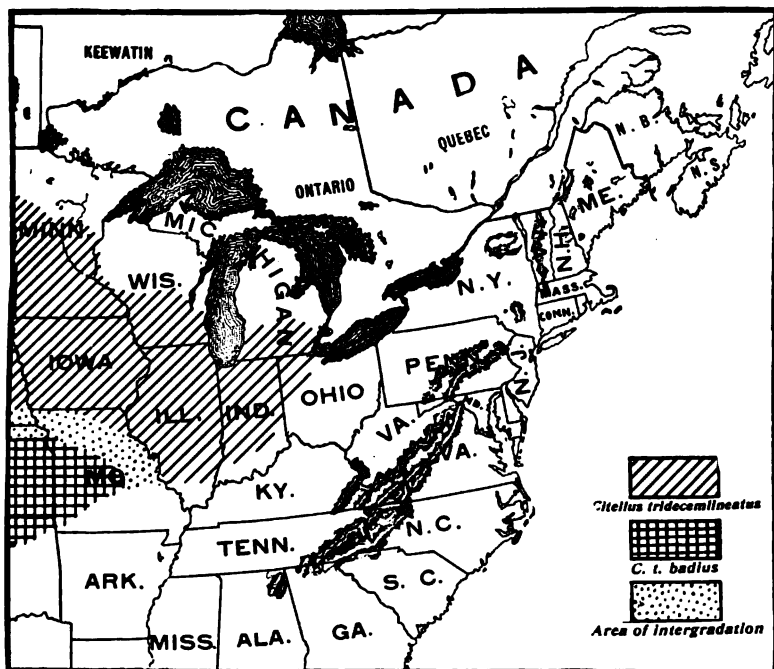 KEEWATIN
CANADA
QUEBEC
ONTARIO
N. B.
N. S.
ME.
MINN.
MICHIGAN
WIS.
N.H.
N.Y.
MASS.
CONN.
IOWA
PENN.
N.J.
ILL.
IND.
OHIO
VA.
VA.
MO.
KY.
TENN.
N.C.
ARK.
S. C.
MISS.
ALA.
GA.
Citellus tridecemlineatus
C. t. badius
Area of intergradation